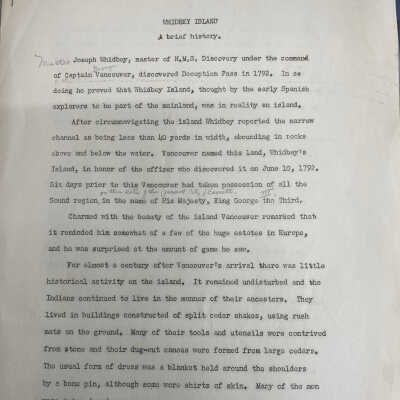 WHIDBEY ISLAND
A brief history.
Master Joseph Whidbey, master of H.M.S. Discovery under the command
George
of Captain Vancouver, discovered Deception Pass in 1792. In so
doing he proved that Whidbey Island, thought by the early Spanish
explorers to be part of the mainland, was in reality an island.
After circumnavigating the island Whidbey reported the narrow
channel as being less than 40 yards in width, abounding in rocks
above and below the water. Vancouver named this land, Whidbey's
Island, in honor of the officer who discovered it on June 10, 1792.
Six days prior to this Vancouver had taken possession of all the
on the site of the present city of Everett.
Sound region in the name of His Majesty, King George the Third.
Charmed with the beauty of the island Vancouver remarked that
it reminded him somewhat of a few of the huge estates in Europe,
and he was surprised at the amount of game he saw.
For almost a century after Vancouver's arrival there was little
historical activity on the island. It remained undisturbed and the
Indians continued to live in the manner of their ancestors. They
lived in buildings constructed of split cedar shakes, using rush
mats on the ground. Many of their tools and utensils were contrived
from stone and their dug-out canoes were formed from large cedars.
The usual form of dress was a blanket held around the shoulders
by a bone pin, although some wore shirts of skin. Many of the men